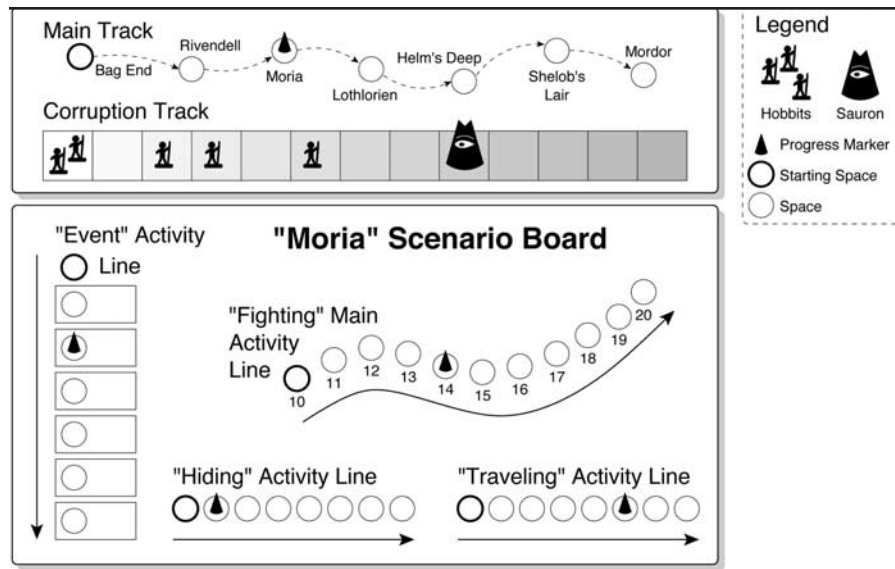 Main Track
Bag End
Rivendell
Moria
Lothlorien
Helm's Deep
Shelob's
Lair
Mordor
Corruption Track
Legend
Hobbits
Sauron
Progress Marker
Starting Space
Space
"Event" Activity
Line
"Moria" Scenario Board
"Fighting" Main
Activity
Line
10
11
12
13
14
15
16
17
18
19
20
"Hiding" Activity Line
"Traveling" Activity Line